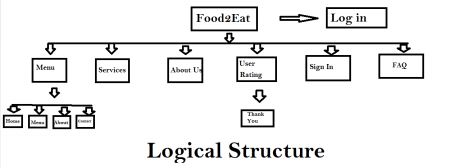 Food2Eat
Log in
Menu
Services
About Us
User
Rating
Sign In
FAQ
Home
Menu
About
Contact
Thank
You
Logical Structure